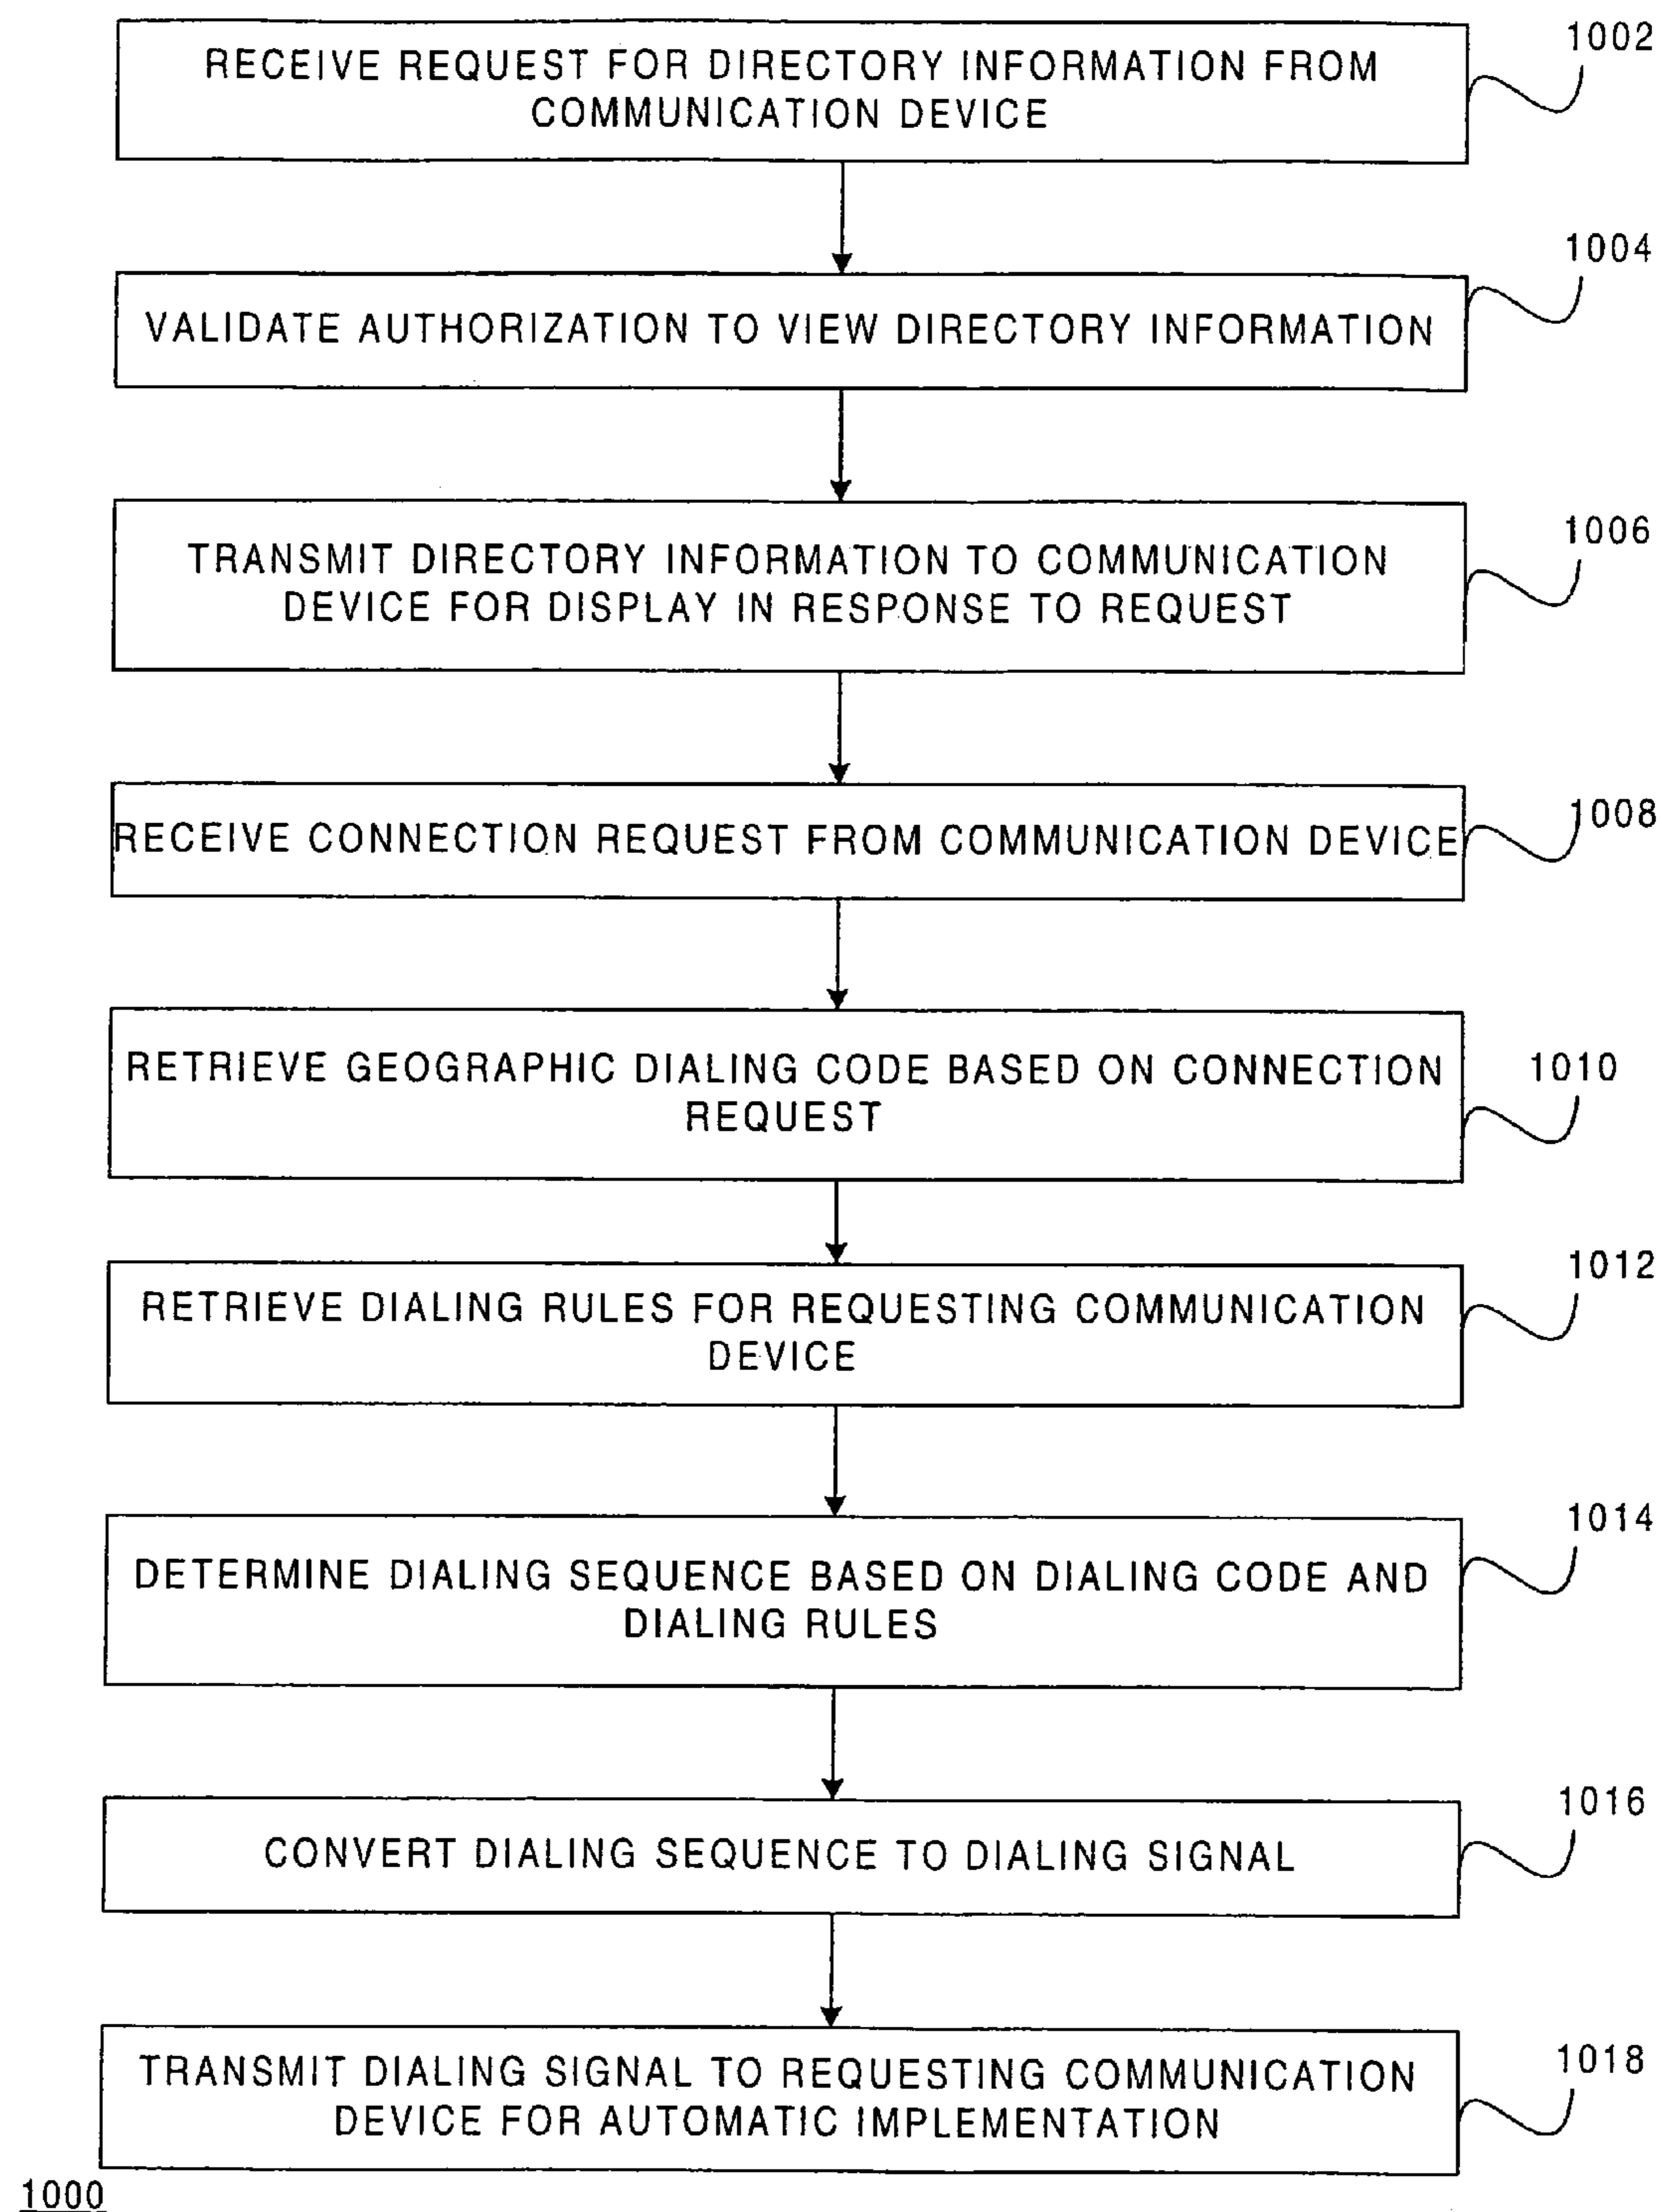 1002
RECEIVE REQUEST FOR DIRECTORY INFORMATION FROM
COMMUNICATION DEVICE
1004
VALIDATE AUTHORIZATION TO VIEW DIRECTORY INFORMATION
1006
TRANSMIT DIRECTORY INFORMATION TO COMMUNICATION
DEVICE FOR DISPLAY IN RESPONSE TO REQUEST
1008
RECEIVE CONNECTION REQUEST FROM COMMUNICATION DEVICE
1010
RETRIEVE GEOGRAPHIC DIALING CODE BASED ON CONNECTION
REQUEST
1012
RETRIEVE DIALING RULES FOR REQUESTING COMMUNICATION
DEVICE
1014
DETERMINE DIALING SEQUENCE BASED ON DIALING CODE AND
DIALING RULES
1016
CONVERT DIALING SEQUENCE TO DIALING SIGNAL
1018
TRANSMIT DIALING SIGNAL TO REQUESTING COMMUNICATION
DEVICE FOR AUTOMATIC IMPLEMENTATION
1000